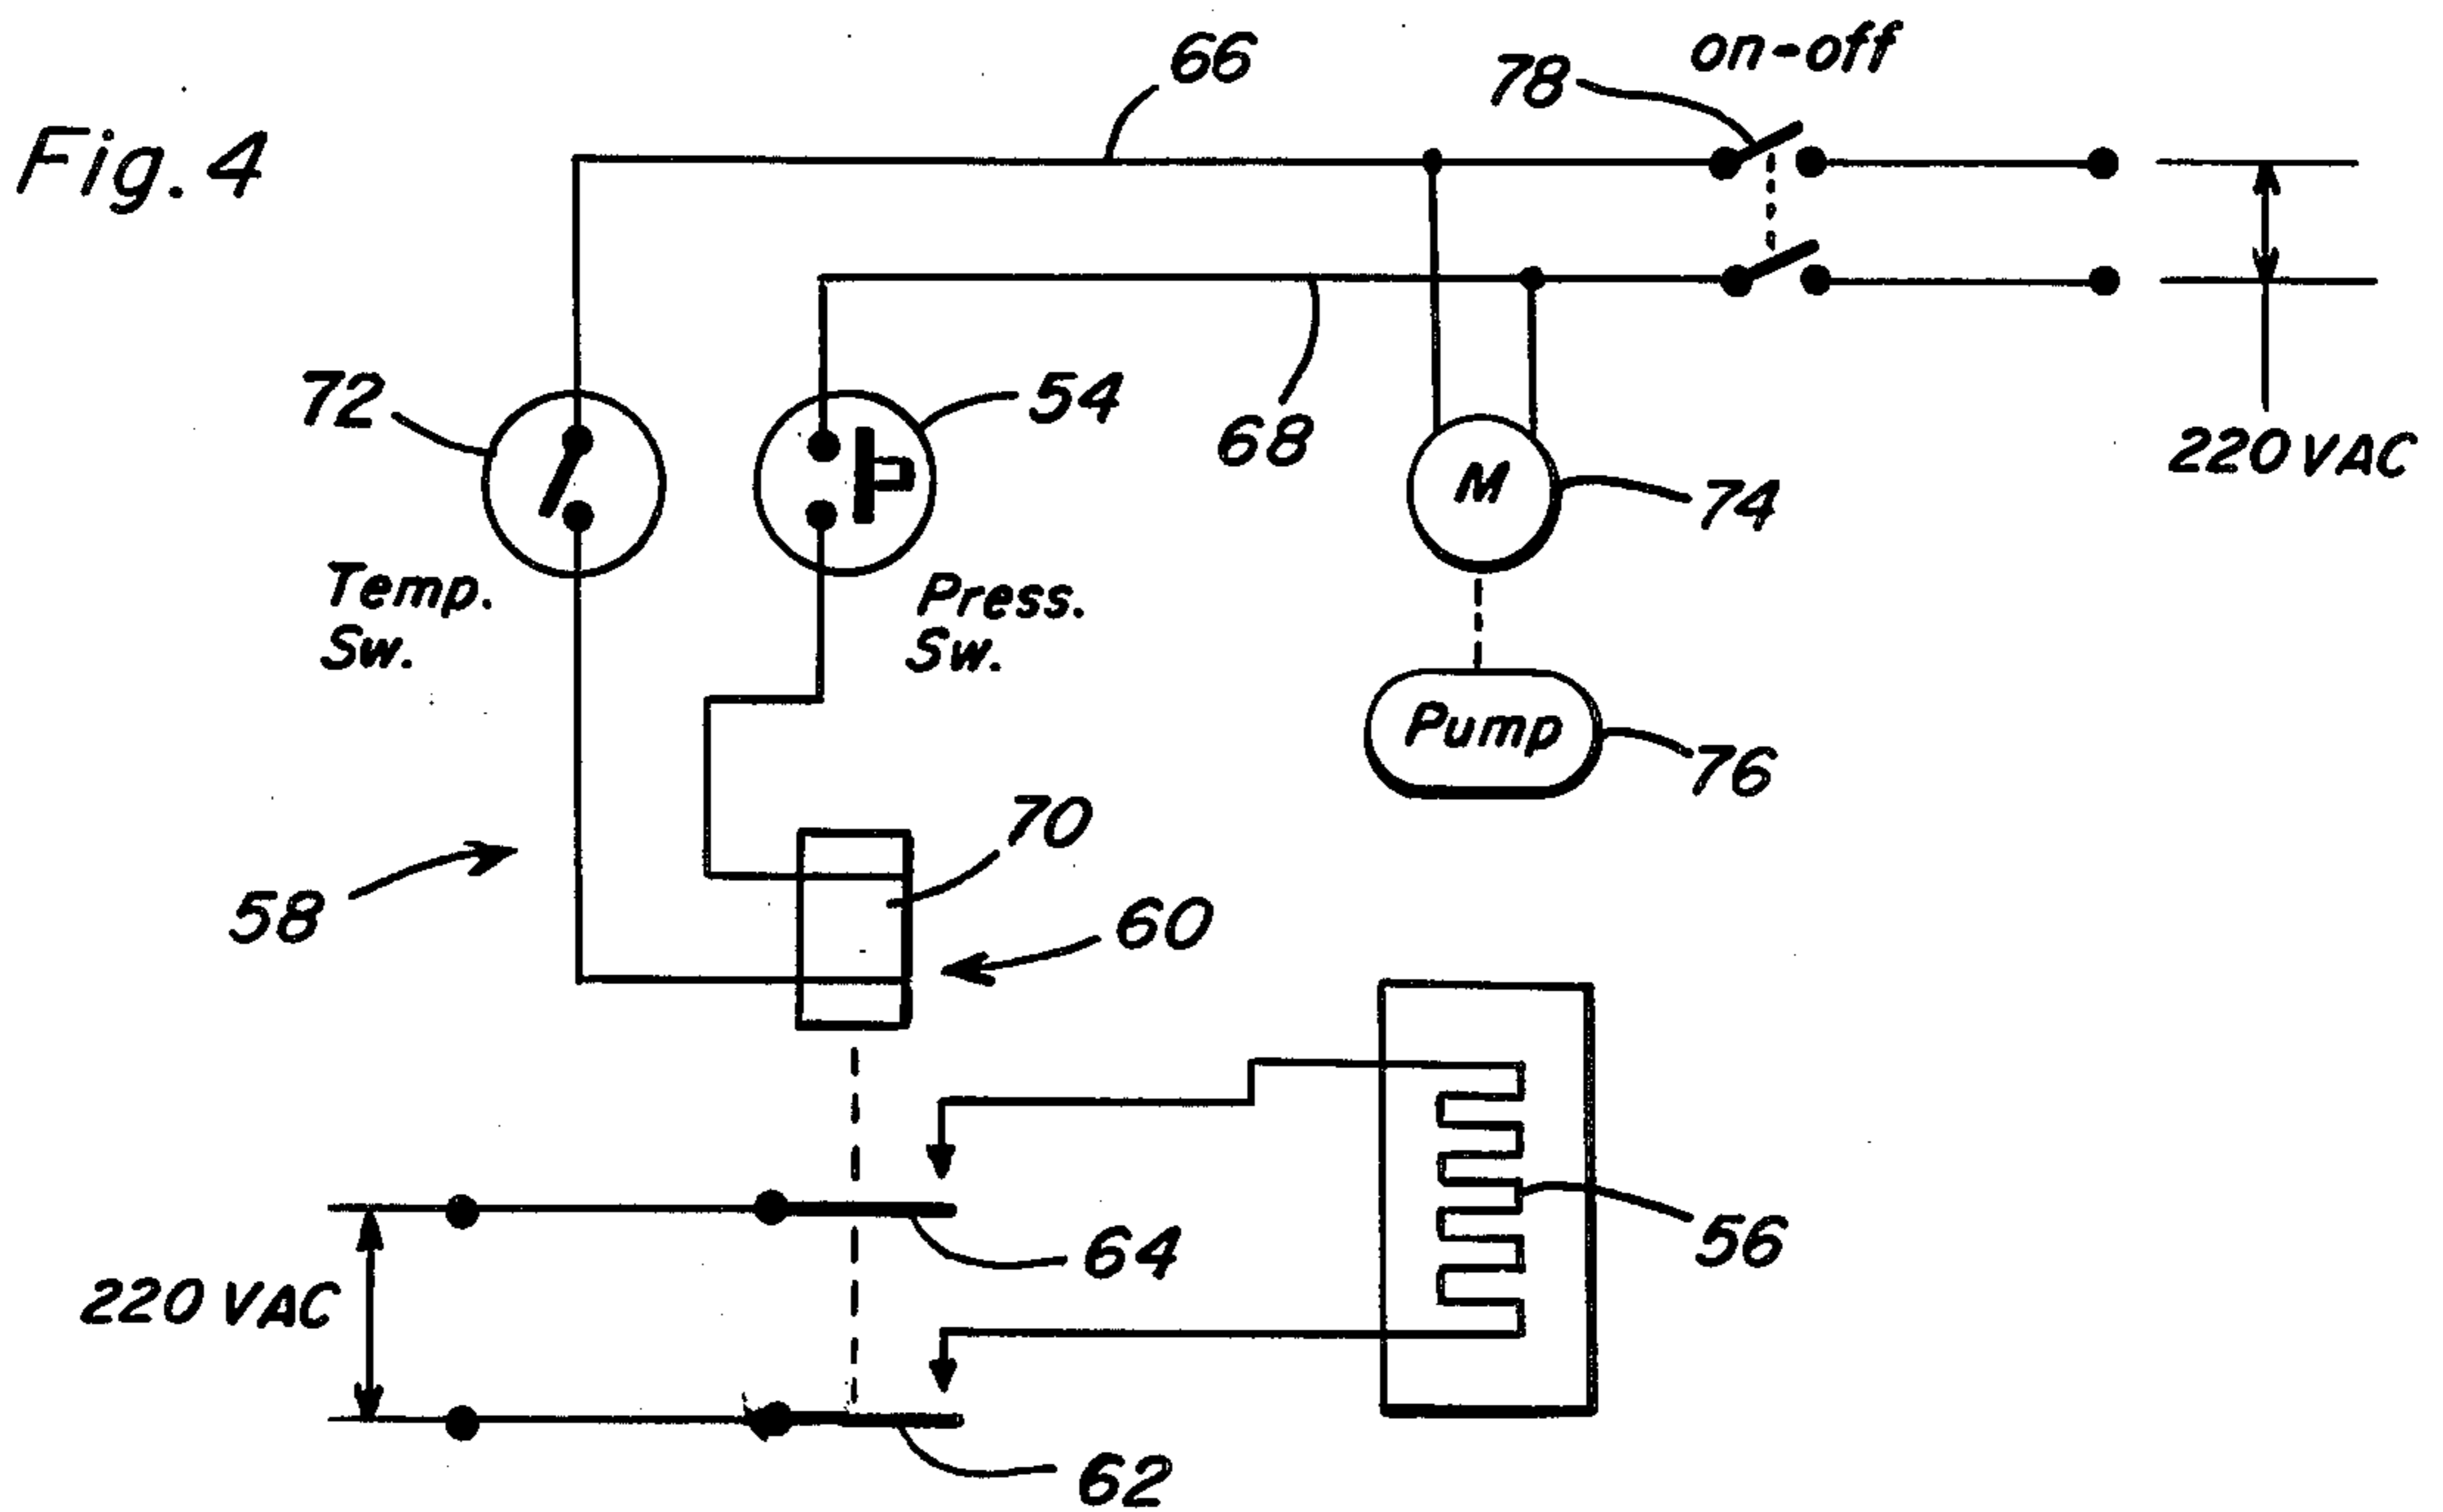 Fig. 4
66
78
on-off
72
54
68
M
74
220 VAC
Temp.
Sw.
Press.
Sw.
Pump
76
58
70
60
56
64
220 VAC
62